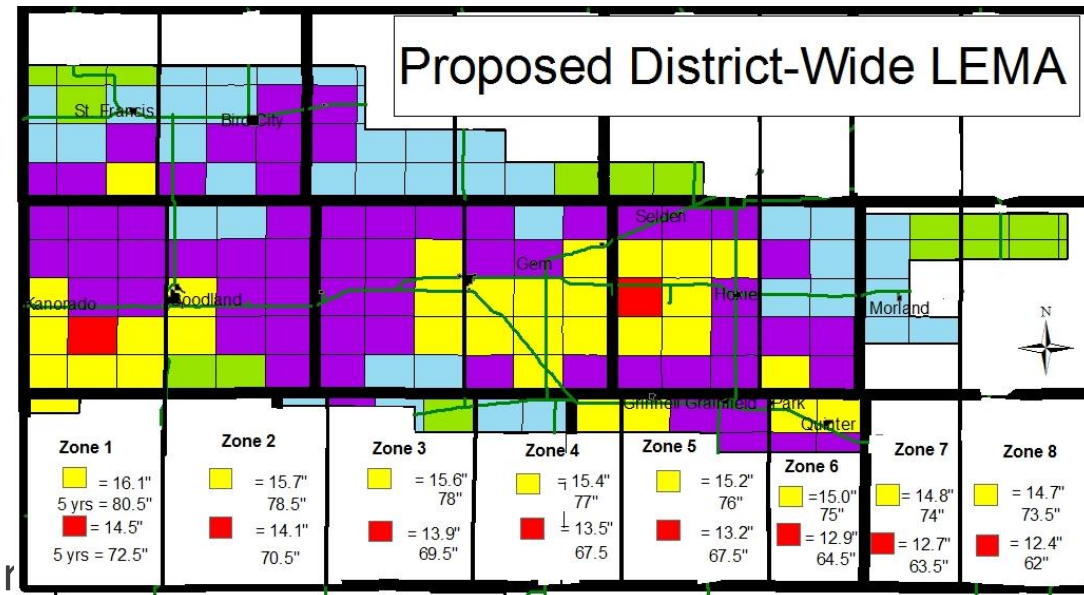 Proposed District-Wide LEMA
St. Francis
Bird City
Selden
Gem
Kanorado
Goodland
Hoxie
Morland
N
Grinnell Grainfield Park
Quinter
Zone 1
= 16.1"
5 yrs = 80.5"
= 14.5"
5 yrs = 72.5"
Zone 2
= 15.7"
78.5"
= 14.1"
70.5"
Zone 3
= 15.6"
78"
= 13.9"
69.5"
Zone 4
= 15.4"
77"
= 13.5"
67.5
Zone 5
= 15.2"
76"
= 13.2"
67.5"
Zone 6
=15.0"
75"
= 12.9"
64.5"
Zone 7
= 14.8"
74"
= 12.7"
63.5"
Zone 8
= 14.7"
73.5"
= 12.4"
62"